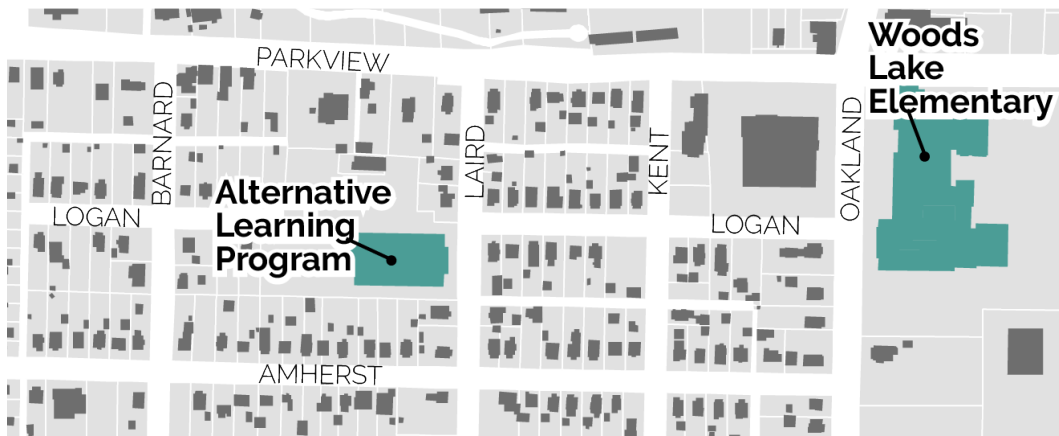 PARKVIEW
Woods
Lake
Elementary
BARNARD
LAIRD
KENT
OAKLAND
Alternative
Learning
Program
LOGAN
LOGAN
AMHERST